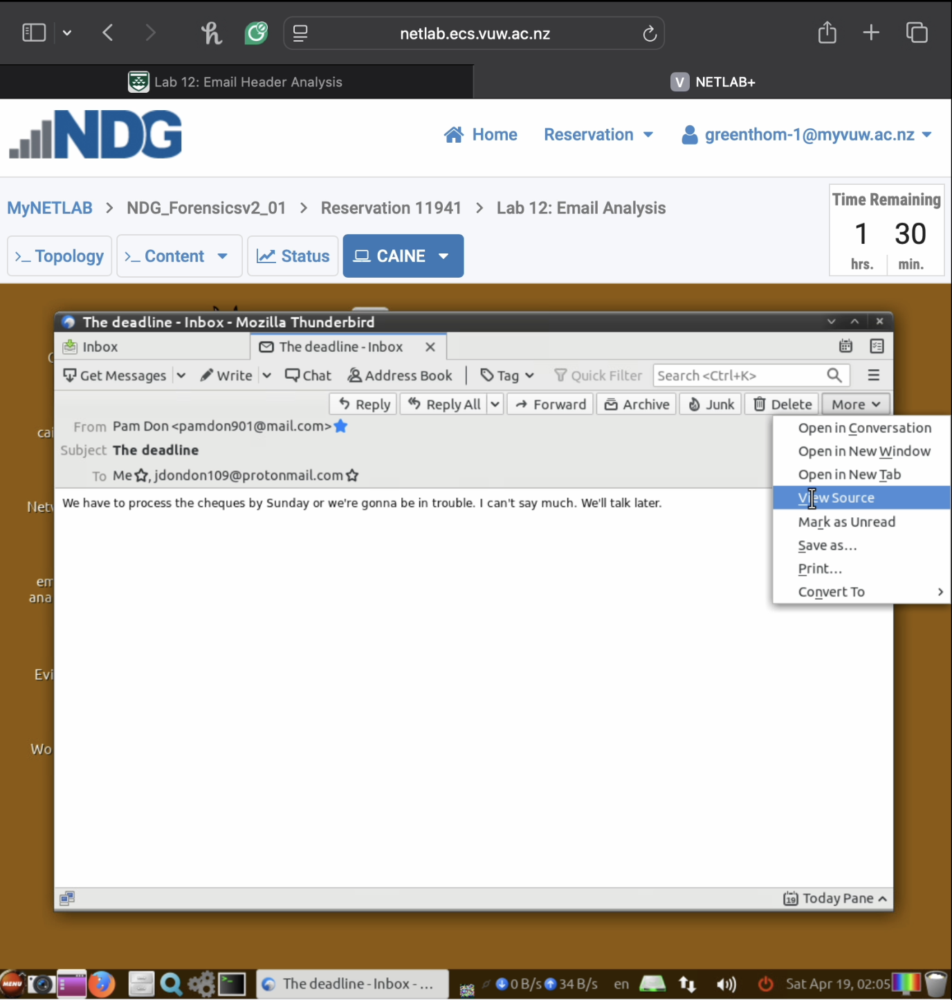 netlab.ecs.vuw.ac.nz
Lab 12: Email Header Analysis
V NETLAB+
NDG
Home Reservation greenthom-1@myvuw.ac.nz
MyNETLAB > NDG_Forensicsv2_01 > Reservation 11941 > Lab 12: Email Analysis
Time Remaining
1 30
hrs. min.
>_ Topology >_ Content Status CAINE
The deadline - Inbox - Mozilla Thunderbird
Inbox The deadline - Inbox
Get Messages Write Chat Address Book Tag Quick Filter Search <Ctrl+K>
Reply Reply All Forward Archive Junk Delete More
From Pam Don <pamdon901@mail.com>
Subject The deadline
To Me, jdondon109@protonmail.com
We have to process the cheques by Sunday or we're gonna be in trouble. I can't say much. We'll talk later.
Open in Conversation
Open in New Window
Open in New Tab
View Source
Mark as Unread
Save as...
Print...
Convert To
cai
Netw
em
ana
Evi
Wo
19 Today Pane
MENU The deadline - Inbox - ... 0 B/s 34 B/s en Sat Apr 19, 02:05